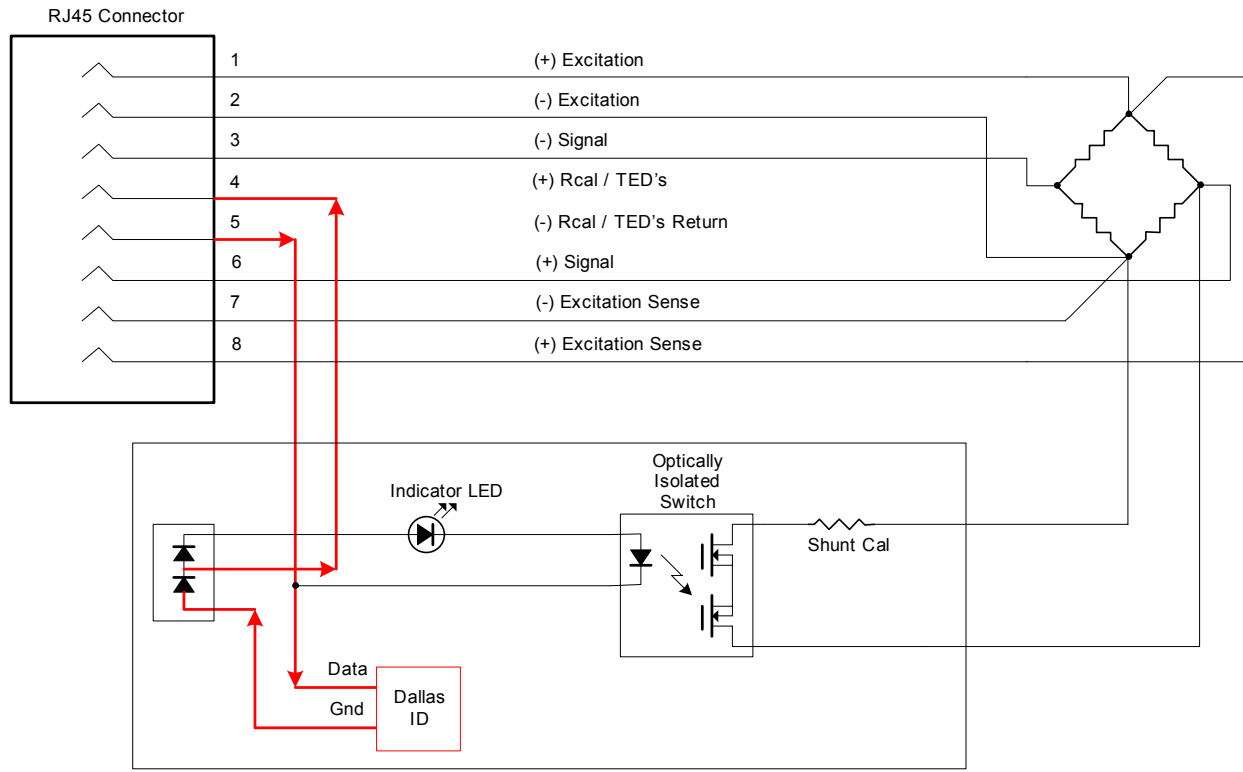 RJ45 Connector
1 (+) Excitation
2 (-) Excitation
3 (-) Signal
4 (+) Rcal / TED's
5 (-) Rcal / TED's Return
6 (+) Signal
7 (-) Excitation Sense
8 (+) Excitation Sense
Indicator LED
Optically
Isolated
Switch
Shunt Cal
Data
Gnd
Dallas
ID